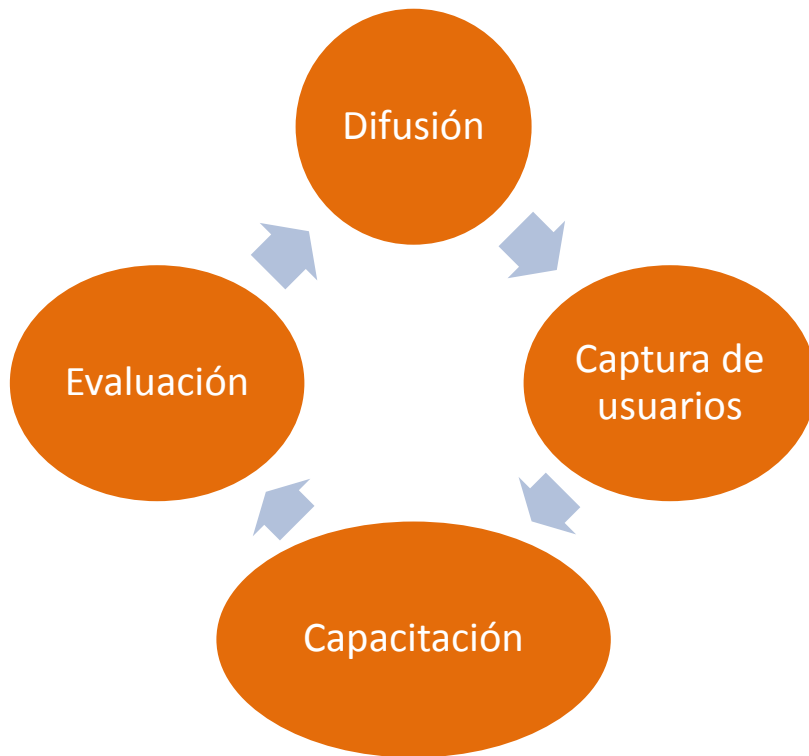 Difusión
Captura de
usuarios
Capacitación
Evaluación